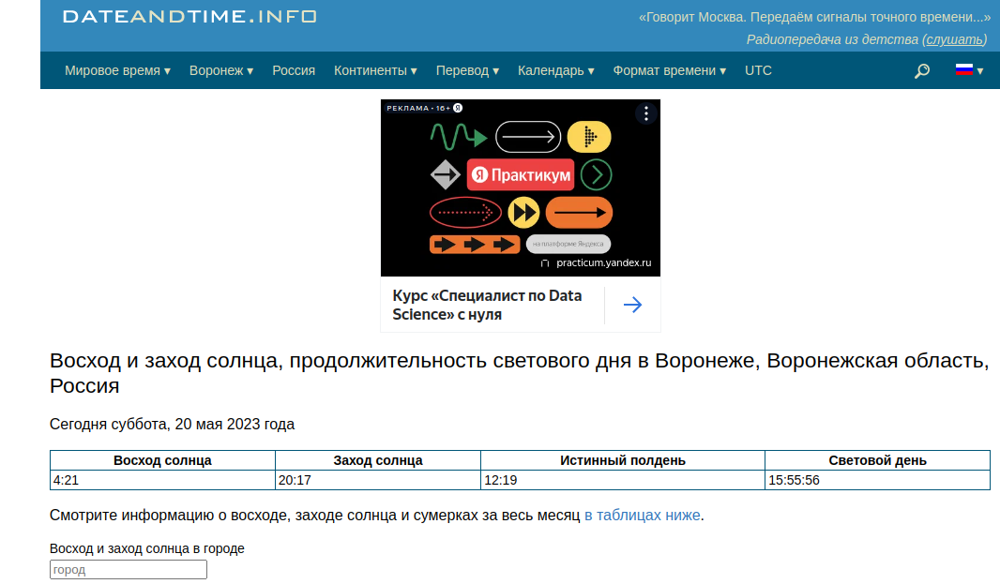 DATEANDTIME.INFO
«Говорит Москва. Передаём сигналы точного времени...»
Радиопередача из детства (слушать)
Мировое время ▾ Воронеж ▾ Россия Континенты ▾ Перевод ▾ Календарь ▾ Формат времени ▾ UTC
РЕКЛАМА • 16+ Я
Я Практикум
на платформе Яндекса
practicum.yandex.ru
Курс «Специалист по Data
Science» с нуля
Восход и заход солнца, продолжительность светового дня в Воронеже, Воронежская область,
Россия
Сегодня суббота, 20 мая 2023 года
Восход солнца Заход солнца Истинный полдень Световой день
4:21 20:17 12:19 15:55:56
Смотрите информацию о восходе, заходе солнца и сумерках за весь месяц в таблицах ниже.
Восход и заход солнца в городе
город